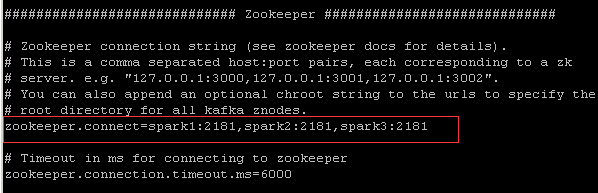 ############################ Zookeeper #############################
# Zookeeper connection string (see zookeeper docs for details).
# This is a comma separated host:port pairs, each corresponding to a zk
# server. e.g. "127.0.0.1:3000,127.0.0.1:3001,127.0.0.1:3002".
# You can also append an optional chroot string to the urls to specify the
# root directory for all kafka znodes.
zookeeper.connect=spark1:2181,spark2:2181,spark3:2181
# Timeout in ms for connecting to zookeeper
zookeeper.connection.timeout.ms=6000